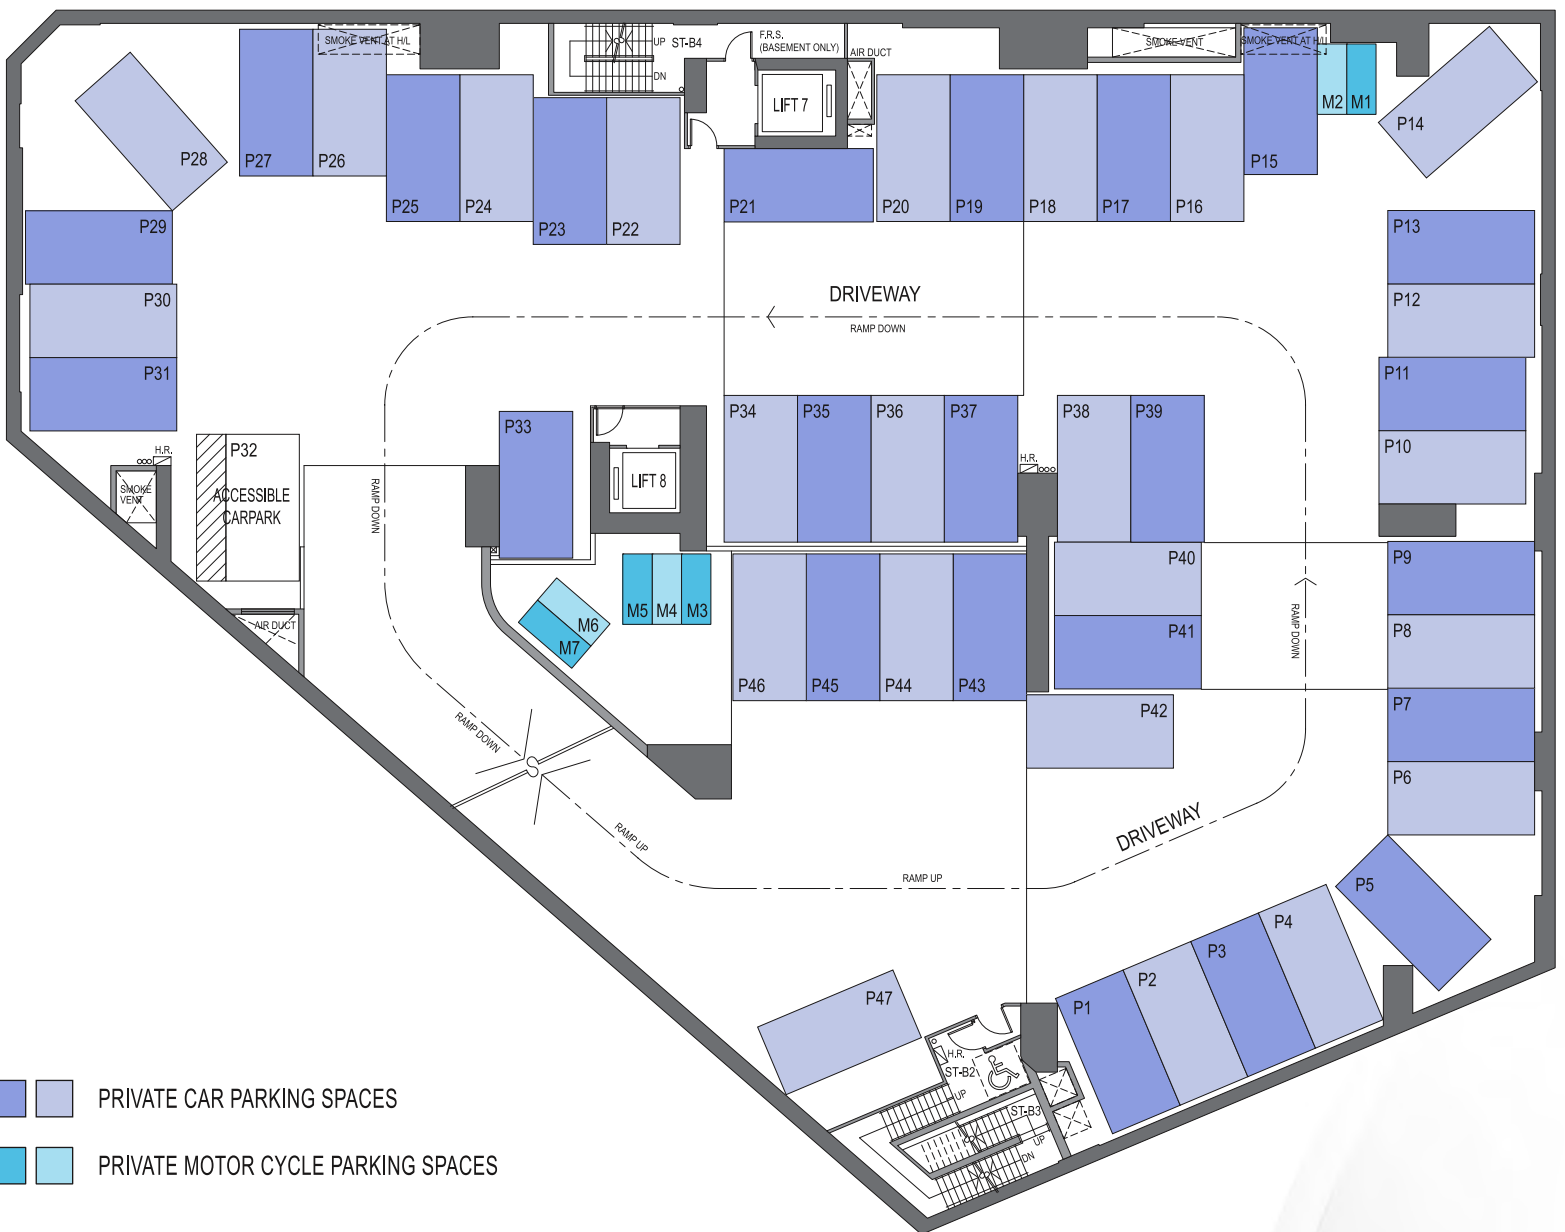 SMOKE VENT AT H/L
UP
ST-B4
DN
F.R.S.
(BASEMENT ONLY)
AIR DUCT
LIFT 7
SMOKE VENT
SMOKE VENT AT H/L
M2
M1
P14
P28
P27
P26
P25
P24
P23
P22
P21
P20
P19
P18
P17
P16
P15
P29
P30
P31
P13
P12
P11
P10
DRIVEWAY
RAMP DOWN
P33
P34
P35
P36
P37
P38
P39
H.R.
SMOKE
VENT
P32
ACCESSIBLE
CARPARK
RAMP DOWN
LIFT 8
H.R.
AIR DUCT
M5
M4
M3
M6
M7
P46
P45
P44
P43
P40
P41
P42
RAMP DOWN
P9
P8
P7
P6
RAMP DOWN
S
RAMP UP
RAMP UP
DRIVEWAY
P5
P4
P3
P2
P1
P47
H.R.
ST-B2
UP
ST-B3
UP
DN
PRIVATE CAR PARKING SPACES
PRIVATE MOTOR CYCLE PARKING SPACES